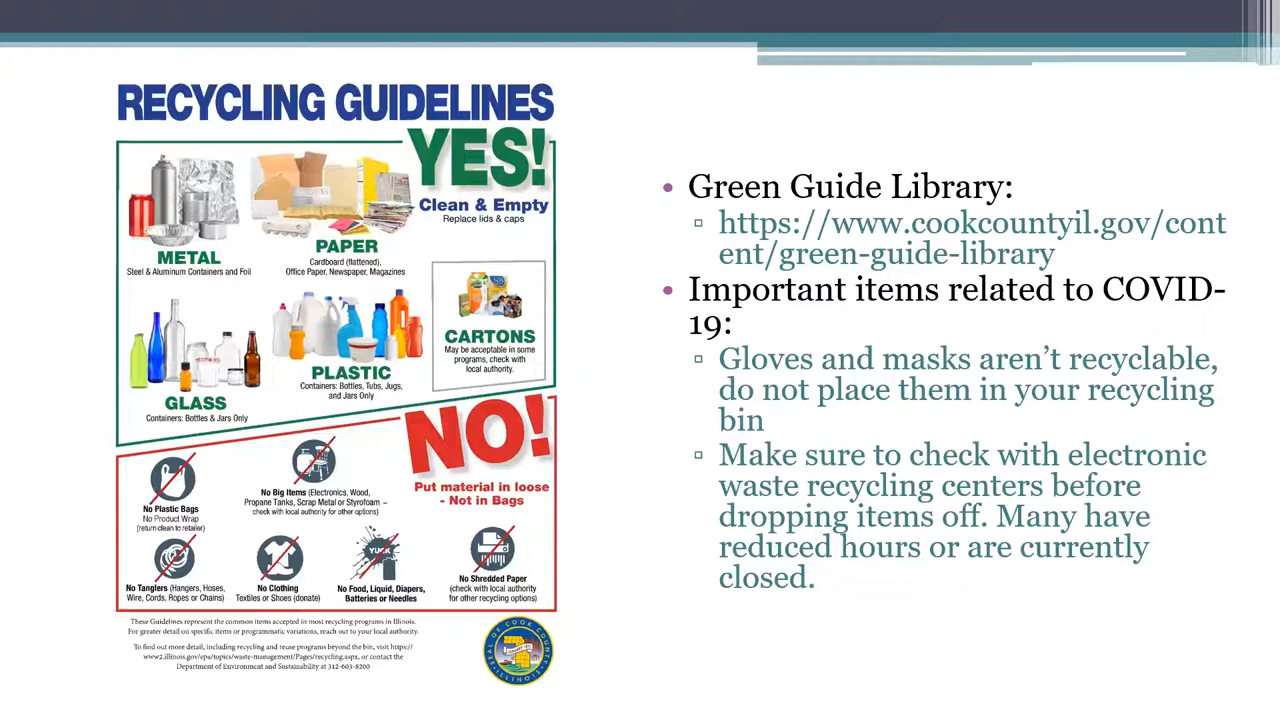 RECYCLING GUIDELINES
YES!
Clean & Empty
Replace lids & caps
METAL
Steel & Aluminum Containers and Foil
PAPER
Cardboard (flattened),
Office Paper, Newspaper, Magazines
GLASS
Containers: Bottles & Jars Only
PLASTIC
Containers: Bottles, Tubs, Jugs,
and Jars Only
CARTONS
May be acceptable in some
programs, check with
local authority.
NO!
Put material in loose
- Not in Bags
No Plastic Bags
No Product Wrap
(return clean to retailer)
No Big Items (Electronics, Wood,
Propane Tanks, Scrap Metal or Styrofoam –
check with local authority for other options)
No Tanglers (Hangers, Hoses,
Wire, Cords, Ropes or Chains)
No Clothing
Textiles or Shoes (donate)
YUCK
No Food, Liquid, Diapers,
Batteries or Needles
No Shredded Paper
(check with local authority
for other recycling options)
These Guidelines represent the common items accepted in most recycling programs in Illinois.
For greater detail on specific items or programmatic variations, reach out to your local authority.
To find out more detail, including recycling and reuse programs beyond the bin, visit https://
www2.illinois.gov/epa/topics/waste-management/Pages/recycling.aspx, or contact the
Department of Environment and Sustainability at 312-603-8200
SEAL OF COOK COUNTY
ILLINOIS
• Green Guide Library:
▫ https://www.cookcountyil.gov/cont
ent/green-guide-library
• Important items related to COVID-
19:
▫ Gloves and masks aren’t recyclable,
do not place them in your recycling
bin
▫ Make sure to check with electronic
waste recycling centers before
dropping items off. Many have
reduced hours or are currently
closed.